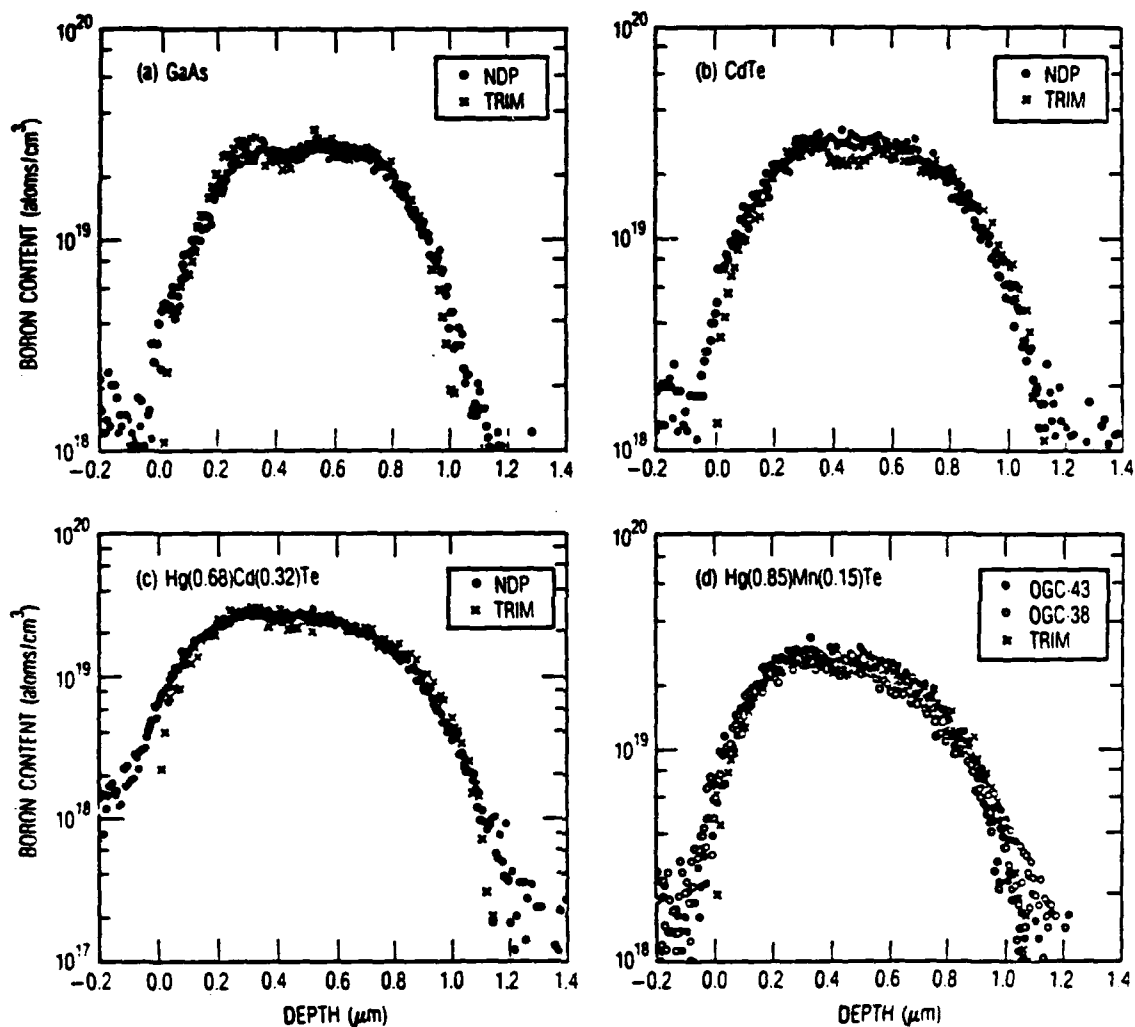 10^20
(a) GaAs
NDP
TRIM
10^19
10^18
BORON CONTENT (atoms/cm^3)
-0.2 0.0 0.2 0.4 0.6 0.8 1.0 1.2 1.4
10^20
(b) CdTe
NDP
TRIM
10^19
10^18
-0.2 0.0 0.2 0.4 0.6 0.8 1.0 1.2 1.4
10^20
(c) Hg(0.68)Cd(0.32)Te
NDP
TRIM
10^19
10^18
10^17
BORON CONTENT (atoms/cm^3)
-0.2 0.0 0.2 0.4 0.6 0.8 1.0 1.2 1.4
DEPTH (μm)
10^20
(d) Hg(0.85)Mn(0.15)Te
OGC-43
OGC-38
TRIM
10^19
10^18
-0.2 0.0 0.2 0.4 0.6 0.8 1.0 1.2 1.4
DEPTH (μm)